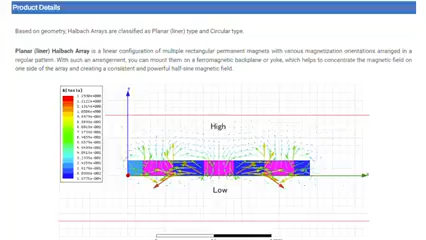 Product Details
Based on geometry, Halbach Arrays are classified as Planar (liner) type and Circular type.
Planar (liner) Halbach Array is a linear configuration of multiple rectangular permanent magnets with various magnetization orientations arranged in a
regular pattern. With such an arrangement, you can mount them on a ferromagnetic backplane or yoke, which helps to concentrate the magnetic field on
one side of the array and creating a consistent and powerful half-sine magnetic field.
B[tesla]
High
Low